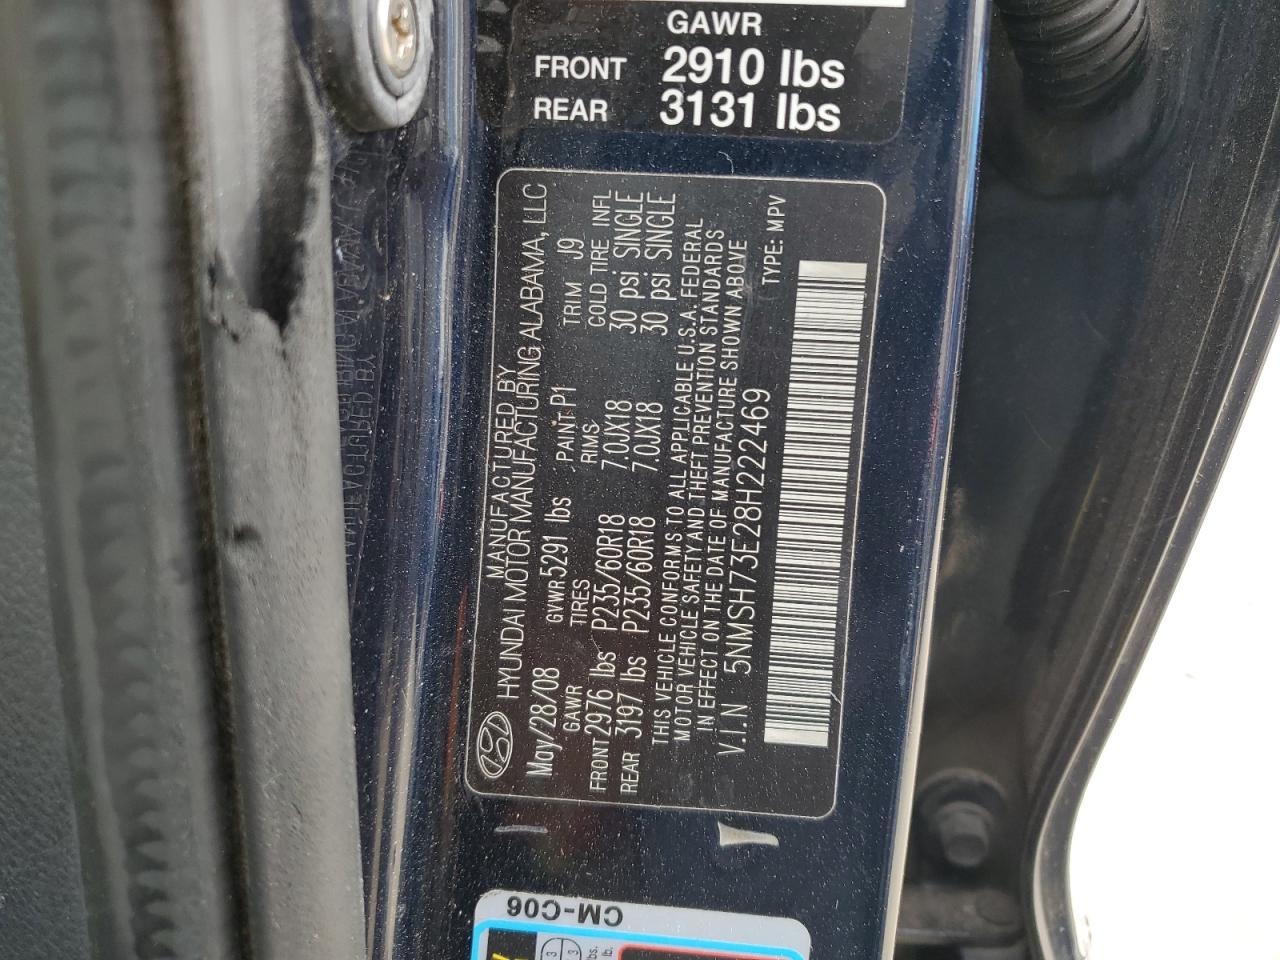 GAWR
FRONT 2910 lbs
REAR 3131 lbs
MANUFACTURED BY
HYUNDAI MOTOR MANUFACTURING ALABAMA, LLC
May/28/08 GVWR 5291 lbs PAINT P1 TRIM J9
GAWR TIRES RIMS COLD TIRE INFL
FRONT 2976 lbs P235/60R18 7.0JX18 30 psi SINGLE
REAR 3197 lbs P235/60R18 7.0JX18 30 psi SINGLE
THIS VEHICLE CONFORMS TO ALL APPLICABLE U.S.A. FEDERAL
MOTOR VEHICLE SAFETY AND THEFT PREVENTION STANDARDS
IN EFFECT ON THE DATE OF MANUFACTURE SHOWN ABOVE
V.I.N 5NMSH73E28H222469 TYPE: MPV
CM-C06